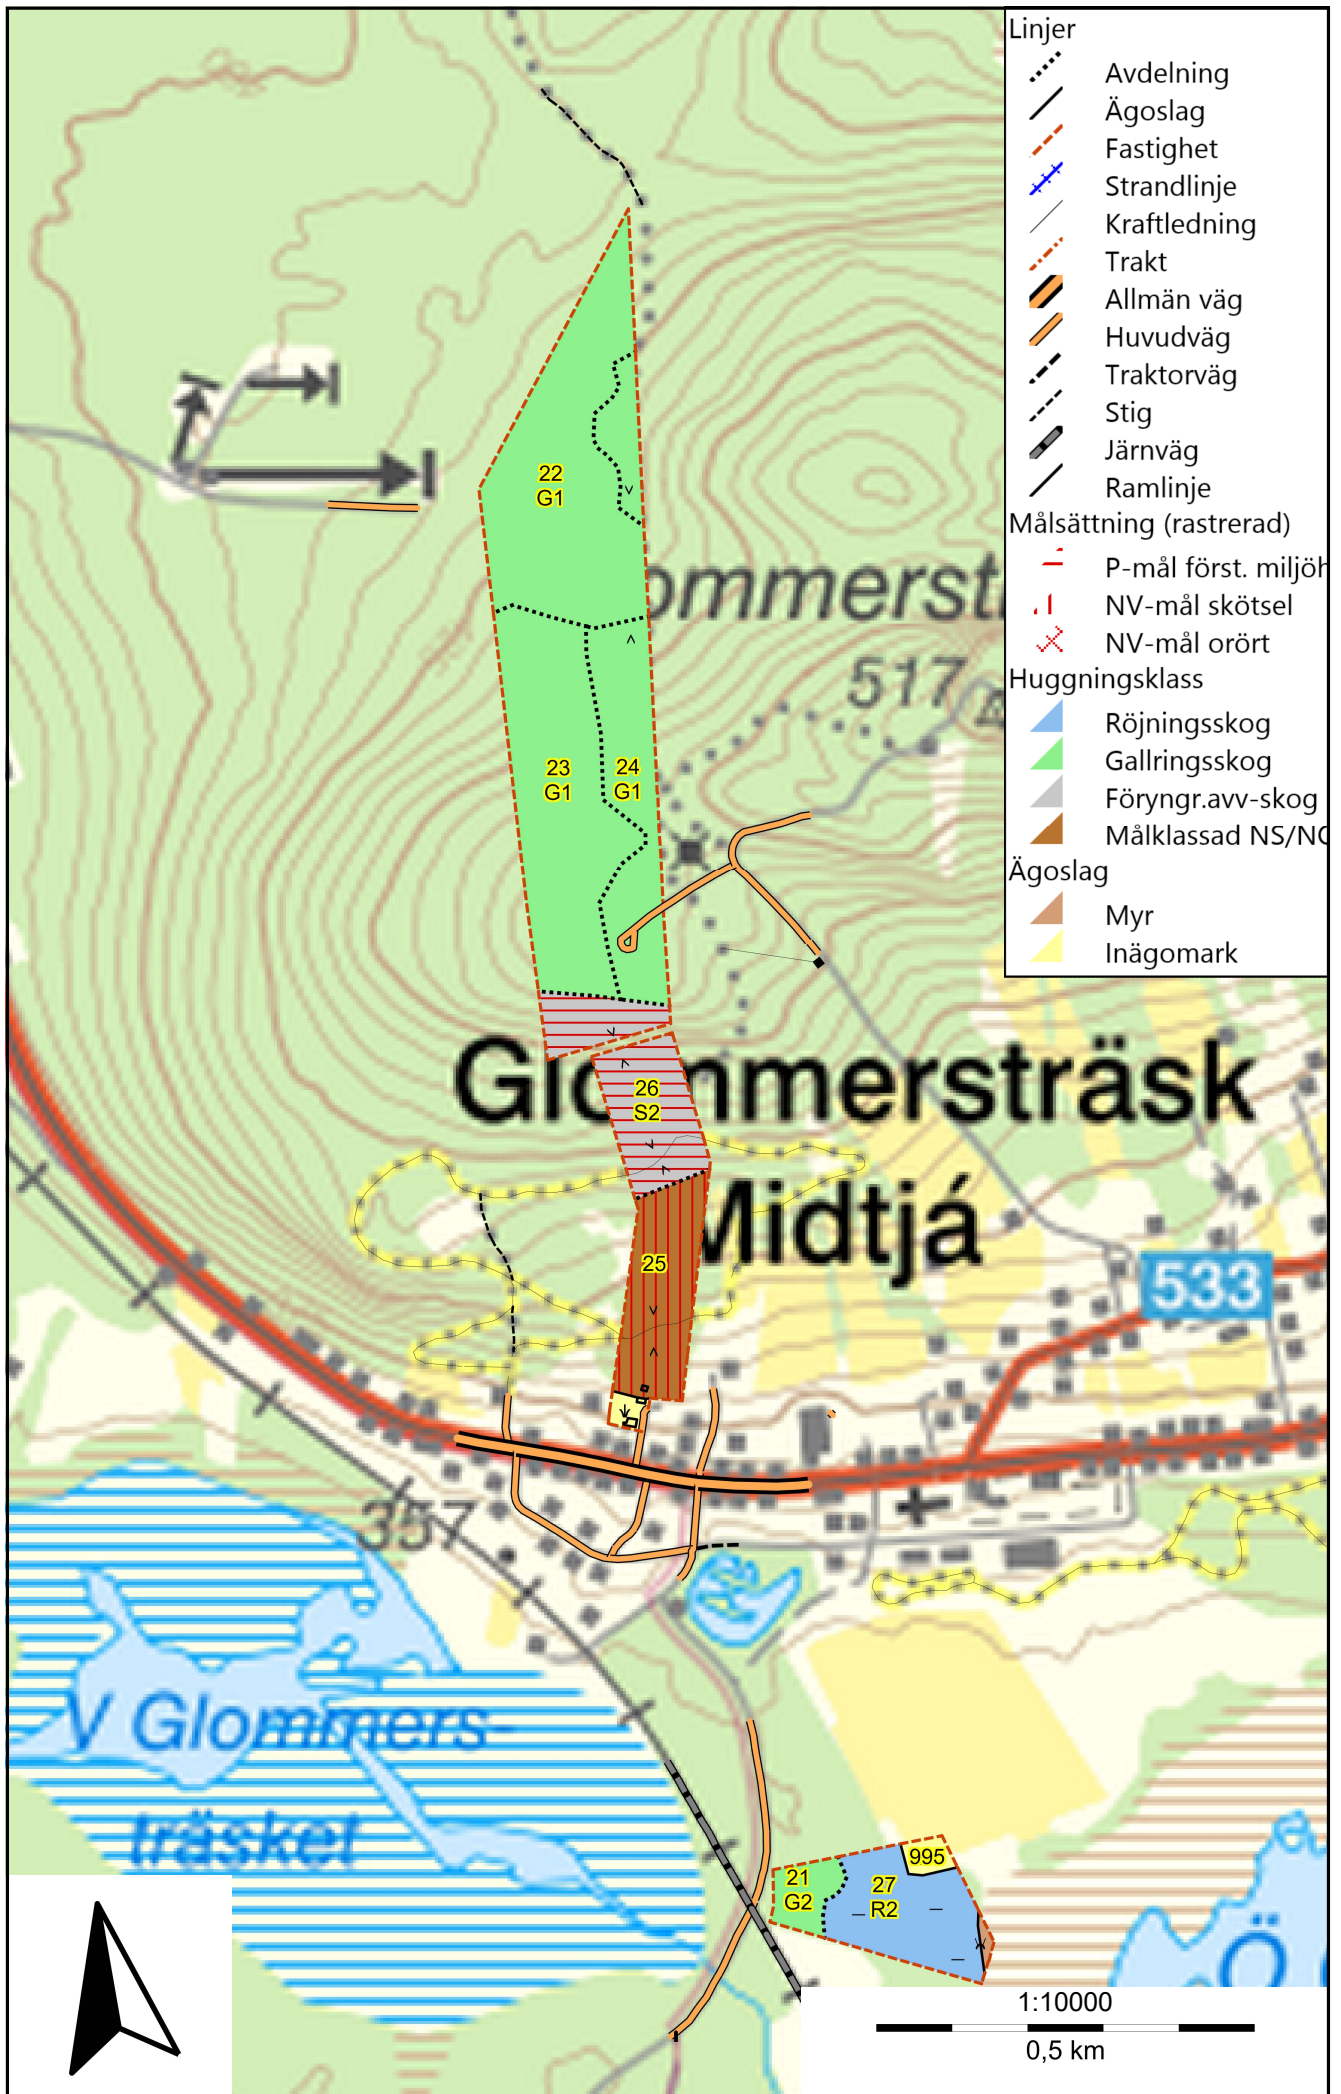 Linjer
Avdelning
Ägoslag
Fastighet
Strandlinje
Kraftledning
Trakt
Allmän väg
Huvudväg
Traktorväg
Stig
Järnväg
Ramlinje
Målsättning (rastrerad)
P-mål först. miljöh
NV-mål skötsel
NV-mål orört
Huggningsklass
Röjningsskog
Gallringsskog
Föryngr.avv-skog
Målklassad NS/NO
Ägoslag
Myr
Inägomark
22
G1
ommerst
517
23
G1
24
G1
Glommersträsk
26
S2
Midtjá
25
533
357
V Glommers-
träsket
995
21
G2
27
R2
Ö
1:10000
0,5 km